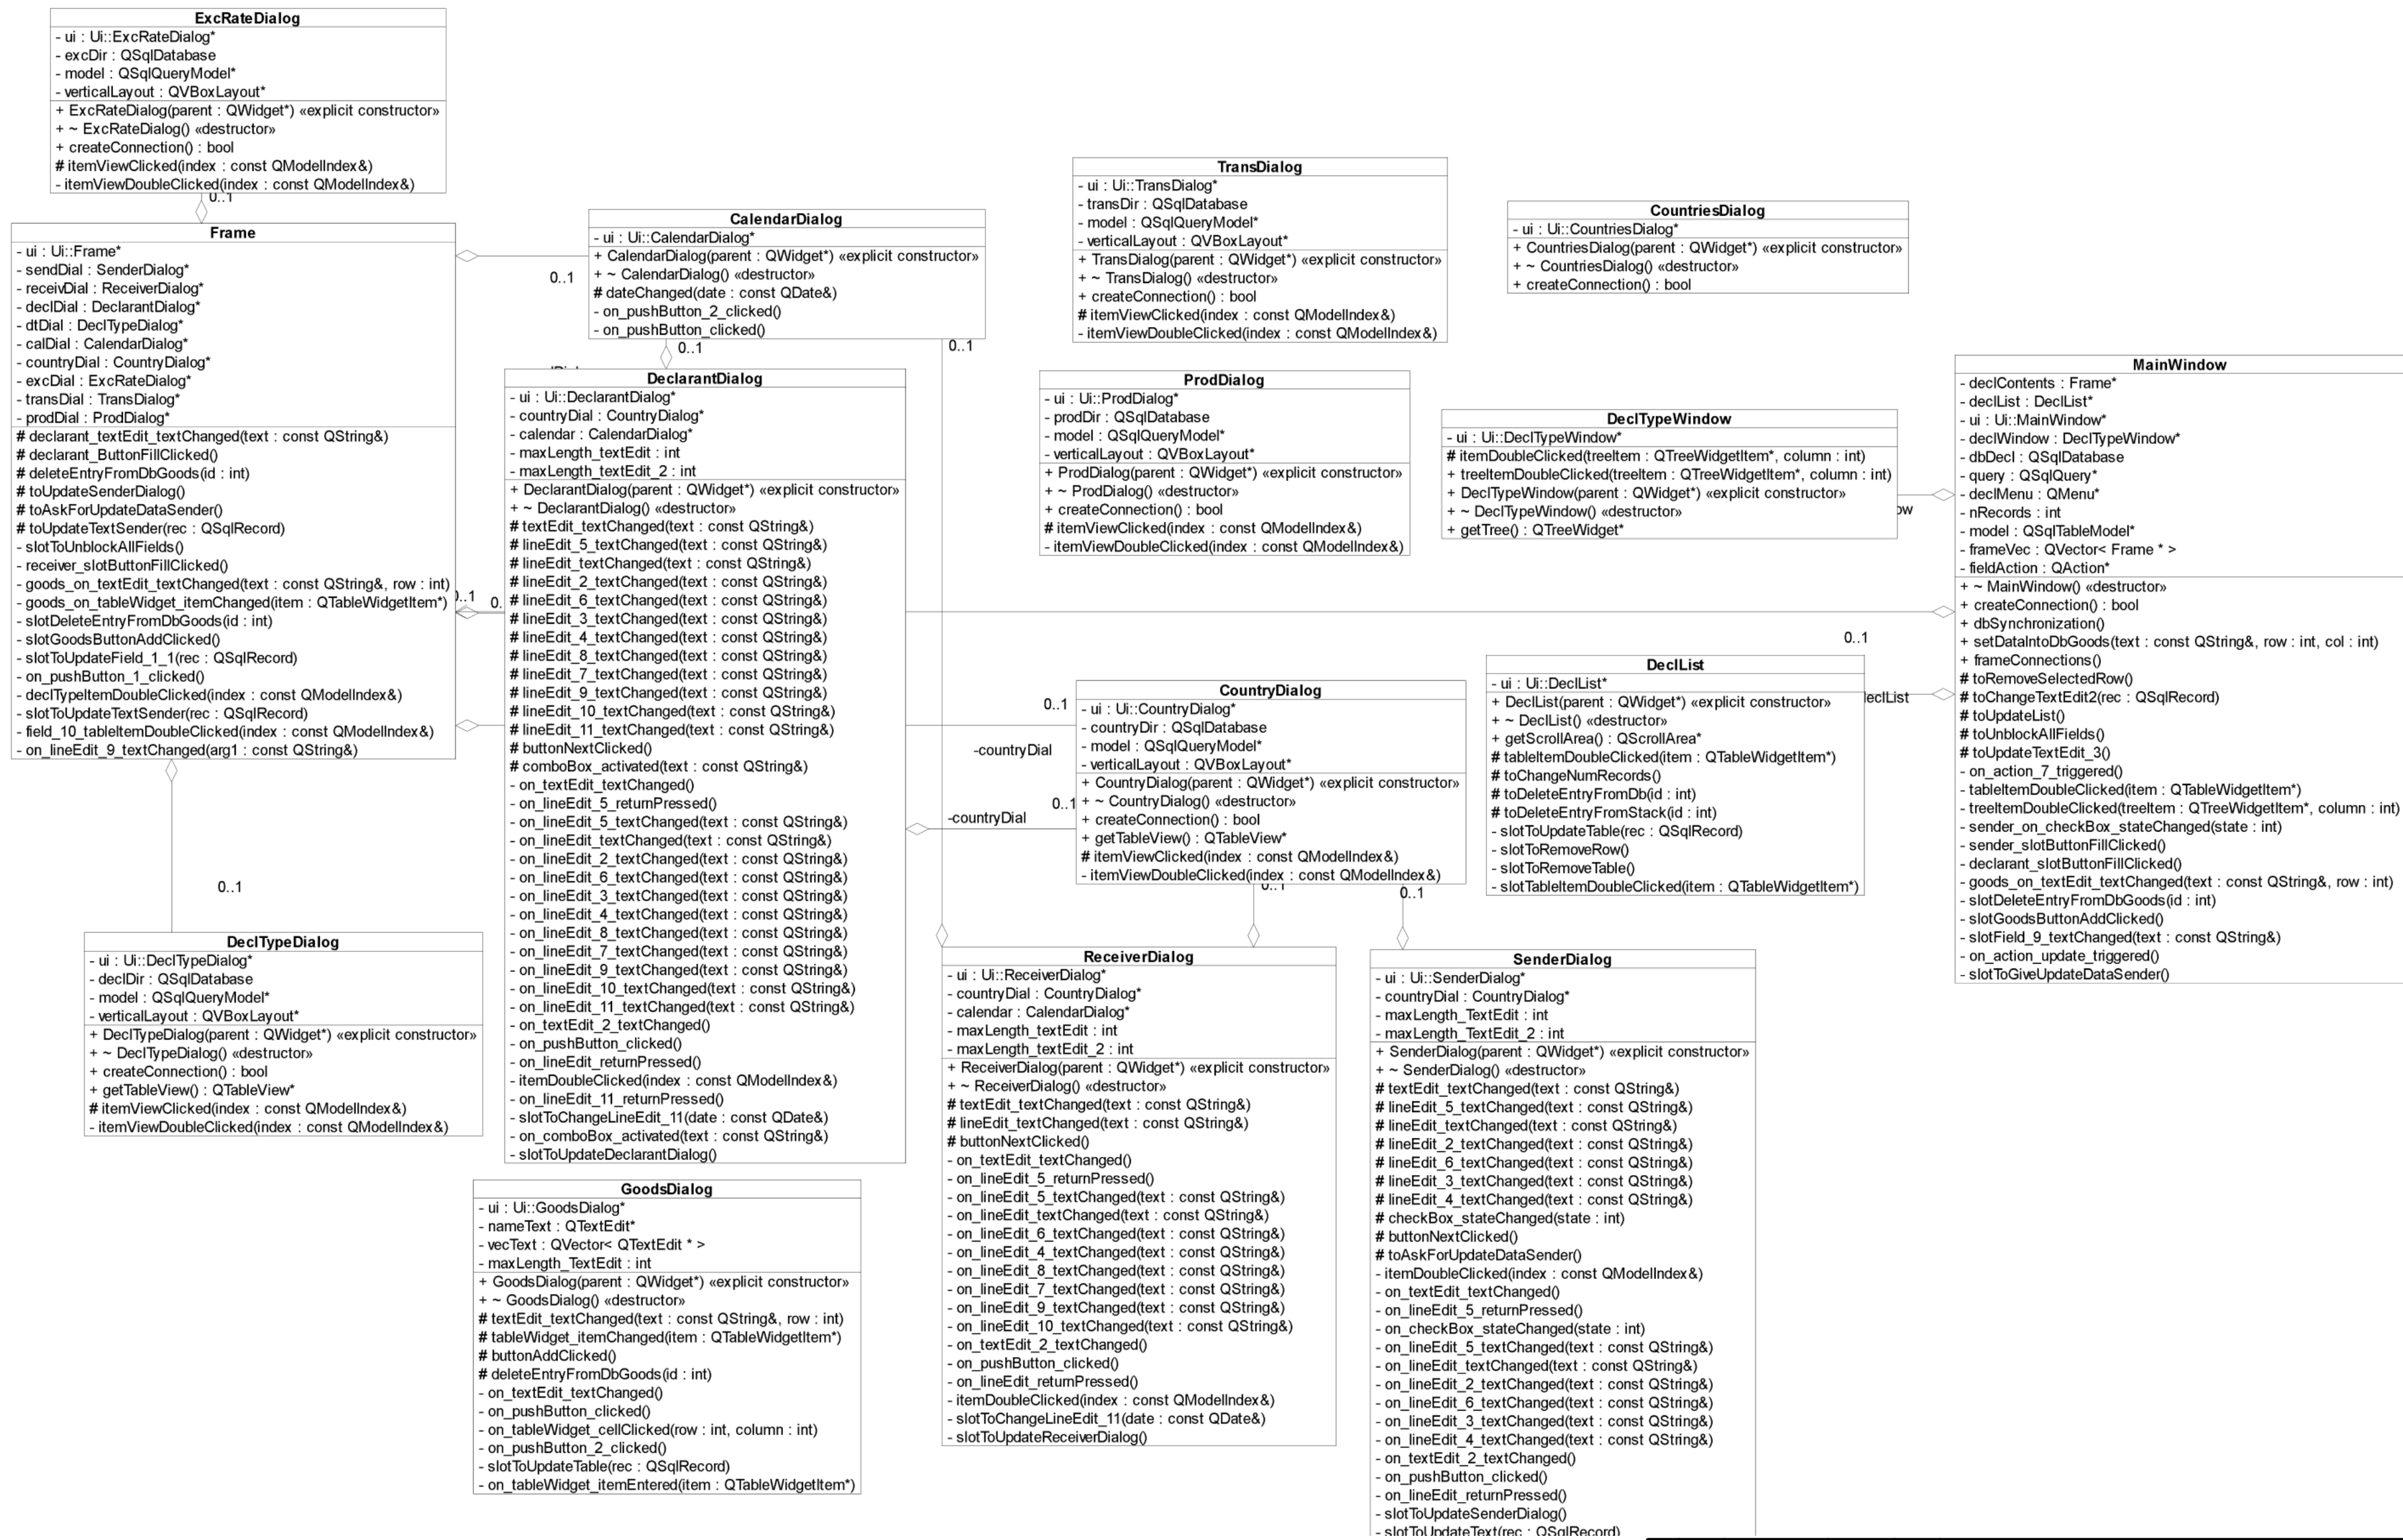 ExcRateDialog
- ui : Ui::ExcRateDialog*
- excDir : QSqlDatabase
- model : QSqlQueryModel*
- verticalLayout : QVBoxLayout*
+ ExcRateDialog(parent : QWidget*) «explicit constructor»
+ ~ ExcRateDialog() «destructor»
+ createConnection() : bool
# itemViewClicked(index : const QModelIndex&)
- itemViewDoubleClicked(index : const QModelIndex&)
0..1
Frame
- ui : Ui::Frame*
- sendDial : SenderDialog*
- receivDial : ReceiverDialog*
- declDial : DeclarantDialog*
- dtDial : DeclTypeDialog*
- calDial : CalendarDialog*
- countryDial : CountryDialog*
- excDial : ExcRateDialog*
- transDial : TransDialog*
- prodDial : ProdDialog*
# declarant_textEdit_textChanged(text : const QString&)
# declarant_ButtonFillClicked()
# deleteEntryFromDbGoods(id : int)
# toUpdateSenderDialog()
# toAskForUpdateDataSender()
# toUpdateTextSender(rec : QSqlRecord)
- slotToUnblockAllFields()
- receiver_slotButtonFillClicked()
- goods_on_textEdit_textChanged(text : const QString&, row : int)
- goods_on_tableWidget_itemChanged(item : QTableWidgetItem*)
- slotDeleteEntryFromDbGoods(id : int)
- slotGoodsButtonAddClicked()
- slotToUpdateField_1_1(rec : QSqlRecord)
- on_pushButton_1_clicked()
- declTypeItemDoubleClicked(index : const QModelIndex&)
- slotToUpdateTextSender(rec : QSqlRecord)
- field_10_tableItemDoubleClicked(index : const QModelIndex&)
- on_lineEdit_9_textChanged(arg1 : const QString&)
0..1
CalendarDialog
- ui : Ui::CalendarDialog*
+ CalendarDialog(parent : QWidget*) «explicit constructor»
+ ~ CalendarDialog() «destructor»
# dateChanged(date : const QDate&)
- on_pushButton_2_clicked()
- on_pushButton_clicked()
0..1
0..1
TransDialog
- ui : Ui::TransDialog*
- transDir : QSqlDatabase
- model : QSqlQueryModel*
- verticalLayout : QVBoxLayout*
+ TransDialog(parent : QWidget*) «explicit constructor»
+ ~ TransDialog() «destructor»
+ createConnection() : bool
# itemViewClicked(index : const QModelIndex&)
- itemViewDoubleClicked(index : const QModelIndex&)
CountriesDialog
- ui : Ui::CountriesDialog*
+ CountriesDialog(parent : QWidget*) «explicit constructor»
+ ~ CountriesDialog() «destructor»
+ createConnection() : bool
DeclarantDialog
- ui : Ui::DeclarantDialog*
- countryDial : CountryDialog*
- calendar : CalendarDialog*
- maxLength_textEdit : int
- maxLength_textEdit_2 : int
+ DeclarantDialog(parent : QWidget*) «explicit constructor»
+ ~ DeclarantDialog() «destructor»
# textEdit_textChanged(text : const QString&)
# lineEdit_5_textChanged(text : const QString&)
# lineEdit_textChanged(text : const QString&)
# lineEdit_2_textChanged(text : const QString&)
# lineEdit_6_textChanged(text : const QString&)
# lineEdit_3_textChanged(text : const QString&)
# lineEdit_4_textChanged(text : const QString&)
# lineEdit_8_textChanged(text : const QString&)
# lineEdit_7_textChanged(text : const QString&)
# lineEdit_9_textChanged(text : const QString&)
# lineEdit_10_textChanged(text : const QString&)
# lineEdit_11_textChanged(text : const QString&)
# buttonNextClicked()
# comboBox_activated(text : const QString&)
- on_textEdit_textChanged()
- on_lineEdit_5_returnPressed()
- on_lineEdit_5_textChanged(text : const QString&)
- on_lineEdit_textChanged(text : const QString&)
- on_lineEdit_2_textChanged(text : const QString&)
- on_lineEdit_6_textChanged(text : const QString&)
- on_lineEdit_3_textChanged(text : const QString&)
- on_lineEdit_4_textChanged(text : const QString&)
- on_lineEdit_8_textChanged(text : const QString&)
- on_lineEdit_7_textChanged(text : const QString&)
- on_lineEdit_9_textChanged(text : const QString&)
- on_lineEdit_10_textChanged(text : const QString&)
- on_lineEdit_11_textChanged(text : const QString&)
- on_textEdit_2_textChanged()
- on_pushButton_clicked()
- on_lineEdit_returnPressed()
- itemDoubleClicked(index : const QModelIndex&)
- on_lineEdit_11_returnPressed()
- slotToChangeLineEdit_11(date : const QDate&)
- on_comboBox_activated(text : const QString&)
- slotToUpdateDeclarantDialog()
ProdDialog
- ui : Ui::ProdDialog*
- prodDir : QSqlDatabase
- model : QSqlQueryModel*
- verticalLayout : QVBoxLayout*
+ ProdDialog(parent : QWidget*) «explicit constructor»
+ ~ ProdDialog() «destructor»
+ createConnection() : bool
# itemViewClicked(index : const QModelIndex&)
- itemViewDoubleClicked(index : const QModelIndex&)
DeclTypeWindow
- ui : Ui::DeclTypeWindow*
# itemDoubleClicked(treeItem : QTreeWidgetItem*, column : int)
+ treeItemDoubleClicked(treeItem : QTreeWidgetItem*, column : int)
+ DeclTypeWindow(parent : QWidget*) «explicit constructor»
+ ~ DeclTypeWindow() «destructor»
+ getTree() : QTreeWidget*
MainWindow
- declContents : Frame*
- declList : DeclList*
- ui : Ui::MainWindow*
- declWindow : DeclTypeWindow*
- dbDecl : QSqlDatabase
- query : QSqlQuery*
- declMenu : QMenu*
- nRecords : int
- model : QSqlTableModel*
- frameVec : QVector< Frame * >
- fieldAction : QAction*
+ ~ MainWindow() «destructor»
+ createConnection() : bool
+ dbSynchronization()
+ setDataIntoDbGoods(text : const QString&, row : int, col : int)
+ frameConnections()
# toRemoveSelectedRow()
# toChangeTextEdit2(rec : QSqlRecord)
# toUpdateList()
# toUnblockAllFields()
# toUpdateTextEdit_3()
- on_action_7_triggered()
- tableItemDoubleClicked(item : QTableWidgetItem*)
- treeItemDoubleClicked(treeItem : QTreeWidgetItem*, column : int)
- sender_on_checkBox_stateChanged(state : int)
- sender_slotButtonFillClicked()
- declarant_slotButtonFillClicked()
- goods_on_textEdit_textChanged(text : const QString&, row : int)
- slotDeleteEntryFromDbGoods(id : int)
- slotGoodsButtonAddClicked()
- slotField_9_textChanged(text : const QString&)
- on_action_update_triggered()
- slotToGiveUpdateDataSender()
0..1
DeclList
- ui : Ui::DeclList*
+ DeclList(parent : QWidget*) «explicit constructor»
+ ~ DeclList() «destructor»
+ getScrollArea() : QScrollArea*
# tableItemDoubleClicked(item : QTableWidgetItem*)
# toChangeNumRecords()
# toDeleteEntryFromDb(id : int)
# toDeleteEntryFromStack(id : int)
- slotToUpdateTable(rec : QSqlRecord)
- slotToRemoveRow()
- slotToRemoveTable()
- slotTableItemDoubleClicked(item : QTableWidgetItem*)
0..1
-countryDial
0..1
-countryDial
CountryDialog
- ui : Ui::CountryDialog*
- countryDir : QSqlDatabase
- model : QSqlQueryModel*
- verticalLayout : QVBoxLayout*
+ CountryDialog(parent : QWidget*) «explicit constructor»
+ ~ CountryDialog() «destructor»
+ createConnection() : bool
+ getTableView() : QTableView*
# itemViewClicked(index : const QModelIndex&)
- itemViewDoubleClicked(index : const QModelIndex&)
0..1
0..1
0..1
DeclTypeDialog
- ui : Ui::DeclTypeDialog*
- declDir : QSqlDatabase
- model : QSqlQueryModel*
- verticalLayout : QVBoxLayout*
+ DeclTypeDialog(parent : QWidget*) «explicit constructor»
+ ~ DeclTypeDialog() «destructor»
+ createConnection() : bool
+ getTableView() : QTableView*
# itemViewClicked(index : const QModelIndex&)
- itemViewDoubleClicked(index : const QModelIndex&)
ReceiverDialog
- ui : Ui::ReceiverDialog*
- countryDial : CountryDialog*
- calendar : CalendarDialog*
- maxLength_textEdit : int
- maxLength_textEdit_2 : int
+ ReceiverDialog(parent : QWidget*) «explicit constructor»
+ ~ ReceiverDialog() «destructor»
# textEdit_textChanged(text : const QString&)
# lineEdit_textChanged(text : const QString&)
# buttonNextClicked()
- on_textEdit_textChanged()
- on_lineEdit_5_returnPressed()
- on_lineEdit_5_textChanged(text : const QString&)
- on_lineEdit_textChanged(text : const QString&)
- on_lineEdit_6_textChanged(text : const QString&)
- on_lineEdit_4_textChanged(text : const QString&)
- on_lineEdit_8_textChanged(text : const QString&)
- on_lineEdit_7_textChanged(text : const QString&)
- on_lineEdit_9_textChanged(text : const QString&)
- on_lineEdit_10_textChanged(text : const QString&)
- on_textEdit_2_textChanged()
- on_pushButton_clicked()
- on_lineEdit_returnPressed()
- itemDoubleClicked(index : const QModelIndex&)
- slotToChangeLineEdit_11(date : const QDate&)
- slotToUpdateReceiverDialog()
SenderDialog
- ui : Ui::SenderDialog*
- countryDial : CountryDialog*
- maxLength_TextEdit : int
- maxLength_TextEdit_2 : int
+ SenderDialog(parent : QWidget*) «explicit constructor»
+ ~ SenderDialog() «destructor»
# textEdit_textChanged(text : const QString&)
# lineEdit_5_textChanged(text : const QString&)
# lineEdit_textChanged(text : const QString&)
# lineEdit_2_textChanged(text : const QString&)
# lineEdit_6_textChanged(text : const QString&)
# lineEdit_3_textChanged(text : const QString&)
# lineEdit_4_textChanged(text : const QString&)
# checkBox_stateChanged(state : int)
# buttonNextClicked()
# toAskForUpdateDataSender()
- itemDoubleClicked(index : const QModelIndex&)
- on_textEdit_textChanged()
- on_lineEdit_5_returnPressed()
- on_checkBox_stateChanged(state : int)
- on_lineEdit_5_textChanged(text : const QString&)
- on_lineEdit_textChanged(text : const QString&)
- on_lineEdit_2_textChanged(text : const QString&)
- on_lineEdit_6_textChanged(text : const QString&)
- on_lineEdit_3_textChanged(text : const QString&)
- on_lineEdit_4_textChanged(text : const QString&)
- on_textEdit_2_textChanged()
- on_pushButton_clicked()
- on_lineEdit_returnPressed()
- slotToUpdateSenderDialog()
- slotToUpdateText(rec : QSqlRecord)
GoodsDialog
- ui : Ui::GoodsDialog*
- nameText : QTextEdit*
- vecText : QVector< QTextEdit * >
- maxLength_TextEdit : int
+ GoodsDialog(parent : QWidget*) «explicit constructor»
+ ~ GoodsDialog() «destructor»
# textEdit_textChanged(text : const QString&, row : int)
# tableWidget_itemChanged(item : QTableWidgetItem*)
# buttonAddClicked()
# deleteEntryFromDbGoods(id : int)
- on_textEdit_textChanged()
- on_pushButton_clicked()
- on_tableWidget_cellClicked(row : int, column : int)
- on_pushButton_2_clicked()
- slotToUpdateTable(rec : QSqlRecord)
- on_tableWidget_itemEntered(item : QTableWidgetItem*)